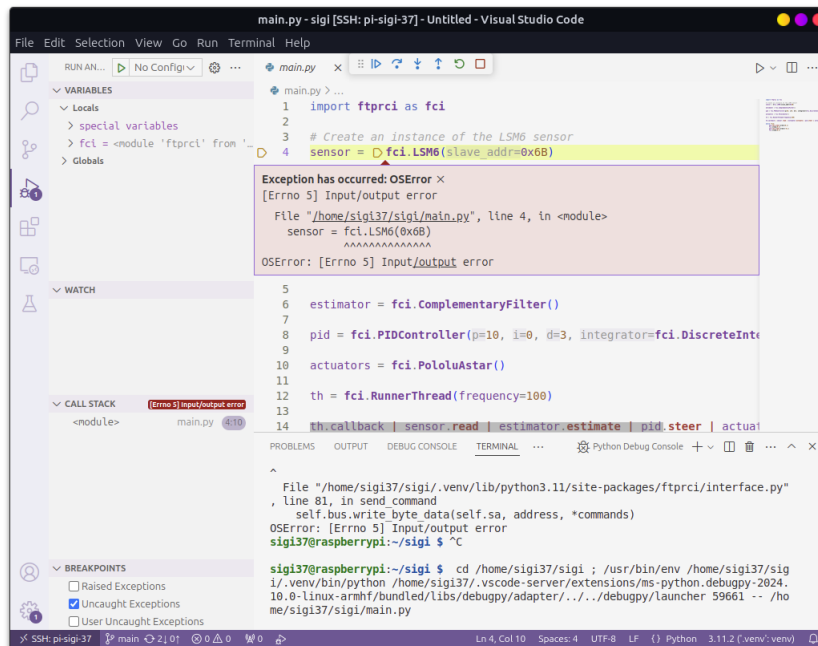 main.py - sigi [SSH: pi-sigi-37] - Untitled - Visual Studio Code
File Edit Selection View Go Run Terminal Help
RUN AN... No Config
VARIABLES
Locals
special variables
fci = <module 'ftprci' from '...
Globals
WATCH
CALL STACK [Errno 5] Input/output error
<module> main.py 4:10
BREAKPOINTS
Raised Exceptions
Uncaught Exceptions
User Uncaught Exceptions
main.py
main.py > ...
1 import ftprci as fci
2
3 # Create an instance of the LSM6 sensor
4 sensor = fci.LSM6(slave_addr=0x6B)
Exception has occurred: OSError
[Errno 5] Input/output error
File "/home/sigi37/sigi/main.py", line 4, in <module>
sensor = fci.LSM6(0x6B)
^^^^^^^^^^^^^^
OSError: [Errno 5] Input/output error
5
6 estimator = fci.ComplementaryFilter()
7
8 pid = fci.PIDController(p=10, i=0, d=3, integrator=fci.DiscreteInte
9
10 actuators = fci.PololuAstar()
11
12 th = fci.RunnerThread(frequency=100)
13
14 th.callback | sensor.read | estimator.estimate | pid.steer | actuat
PROBLEMS OUTPUT DEBUG CONSOLE TERMINAL ... Python Debug Console
^
File "/home/sigi37/sigi/.venv/lib/python3.11/site-packages/ftprci/interface.py"
, line 81, in send_command
self.bus.write_byte_data(self.sa, address, *commands)
OSError: [Errno 5] Input/output error
sigi37@raspberrypi:~/sigi $ ^C
sigi37@raspberrypi:~/sigi $ cd /home/sigi37/sigi ; /usr/bin/env /home/sigi37/sig
i/.venv/bin/python /home/sigi37/.vscode-server/extensions/ms-python.debugpy-2024.
10.0-linux-armhf/bundled/libs/debugpy/adapter/../../debugpy/launcher 59661 -- /ho
me/sigi37/sigi/main.py
SSH: pi-sigi-37 main 2↓ 0↑ 0 0 0 Ln 4, Col 10 Spaces: 4 UTF-8 LF {} Python 3.11.2 ('.venv': venv)